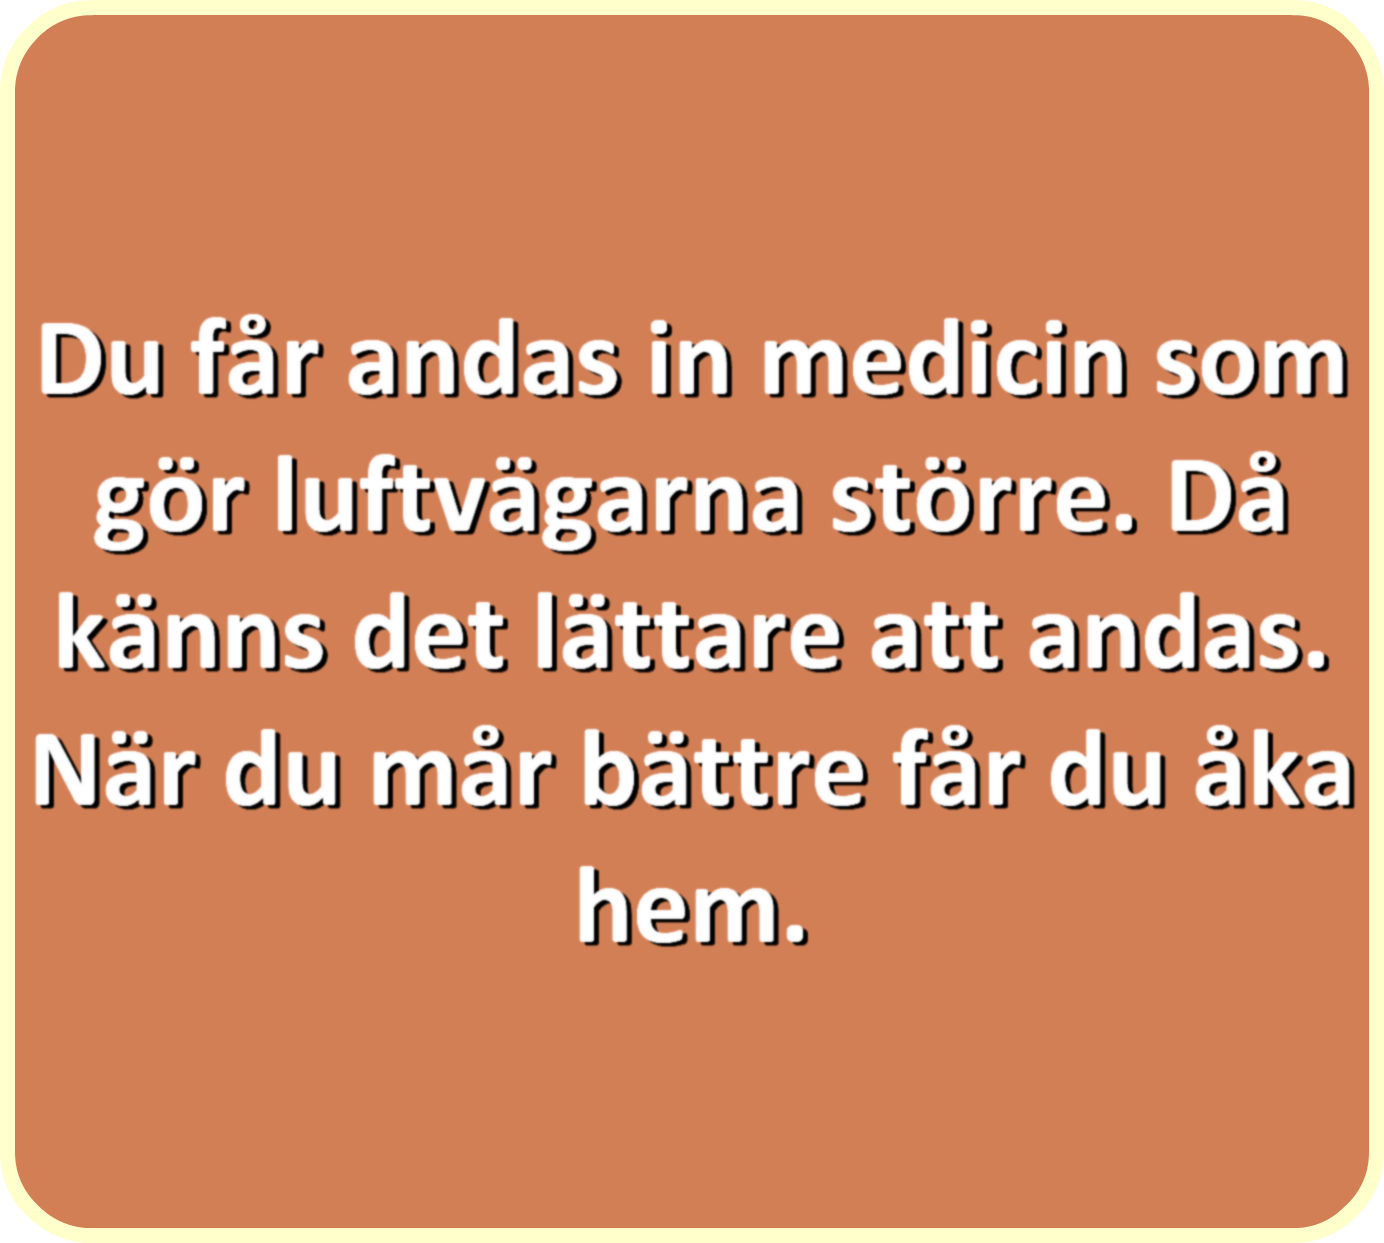 Du får andas in medicin som
gör luftvägarna större. Då
känns det lättare att andas.
När du mår bättre får du åka
hem.